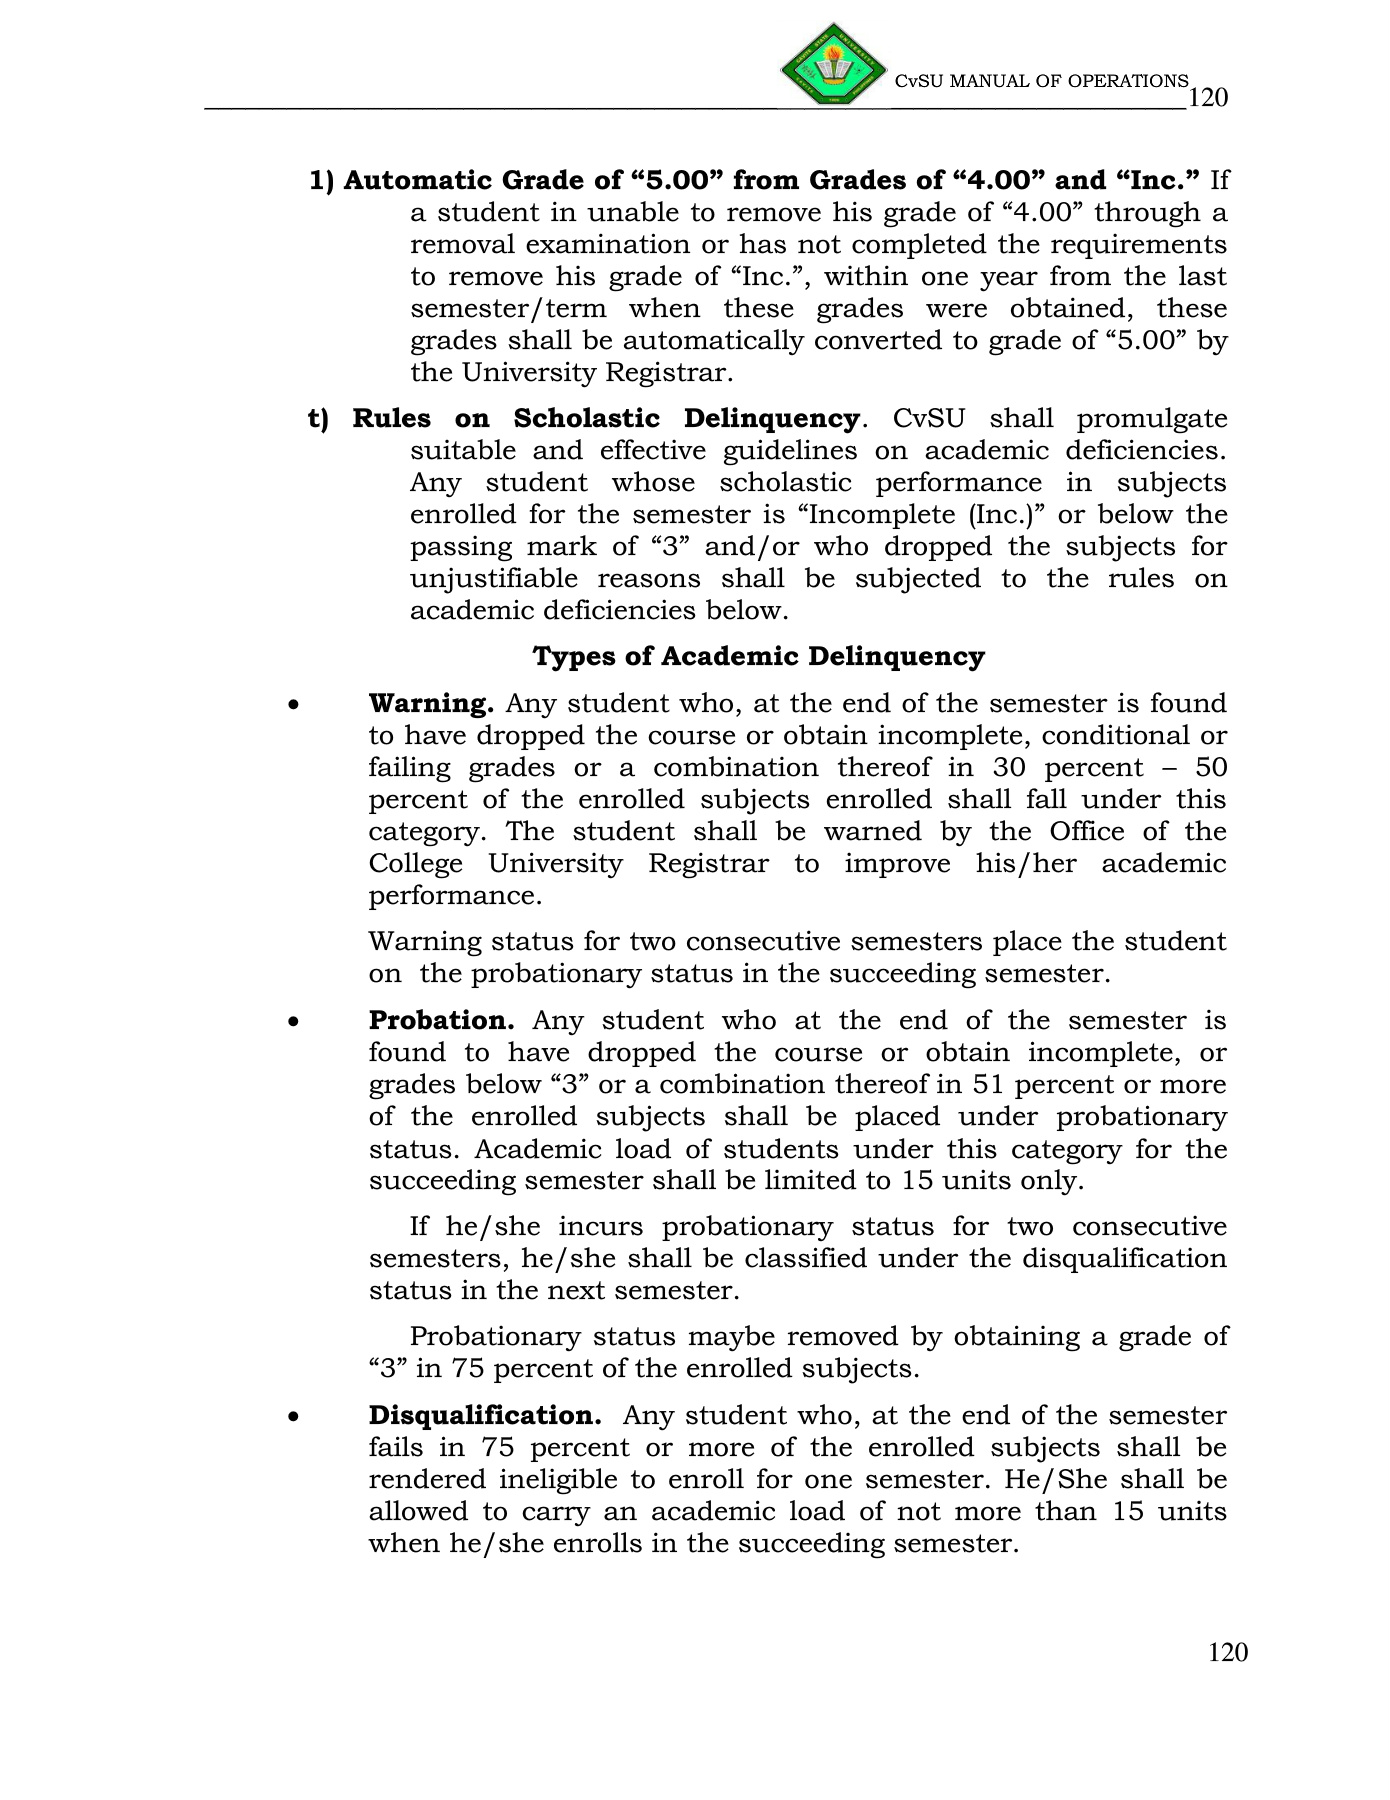 CvSU MANUAL OF OPERATIONS
120
1) Automatic Grade of “5.00” from Grades of “4.00” and “Inc.” If
a student in unable to remove his grade of “4.00” through a
removal examination or has not completed the requirements
to remove his grade of “Inc.”, within one year from the last
semester/term when these grades were obtained, these
grades shall be automatically converted to grade of “5.00” by
the University Registrar.
t) Rules on Scholastic Delinquency. CvSU shall promulgate
suitable and effective guidelines on academic deficiencies.
Any student whose scholastic performance in subjects
enrolled for the semester is “Incomplete (Inc.)” or below the
passing mark of “3” and/or who dropped the subjects for
unjustifiable reasons shall be subjected to the rules on
academic deficiencies below.
Types of Academic Delinquency
• Warning. Any student who, at the end of the semester is found
to have dropped the course or obtain incomplete, conditional or
failing grades or a combination thereof in 30 percent – 50
percent of the enrolled subjects enrolled shall fall under this
category. The student shall be warned by the Office of the
College University Registrar to improve his/her academic
performance.
Warning status for two consecutive semesters place the student
on the probationary status in the succeeding semester.
• Probation. Any student who at the end of the semester is
found to have dropped the course or obtain incomplete, or
grades below “3” or a combination thereof in 51 percent or more
of the enrolled subjects shall be placed under probationary
status. Academic load of students under this category for the
succeeding semester shall be limited to 15 units only.
If he/she incurs probationary status for two consecutive
semesters, he/she shall be classified under the disqualification
status in the next semester.
Probationary status maybe removed by obtaining a grade of
“3” in 75 percent of the enrolled subjects.
• Disqualification. Any student who, at the end of the semester
fails in 75 percent or more of the enrolled subjects shall be
rendered ineligible to enroll for one semester. He/She shall be
allowed to carry an academic load of not more than 15 units
when he/she enrolls in the succeeding semester.
120